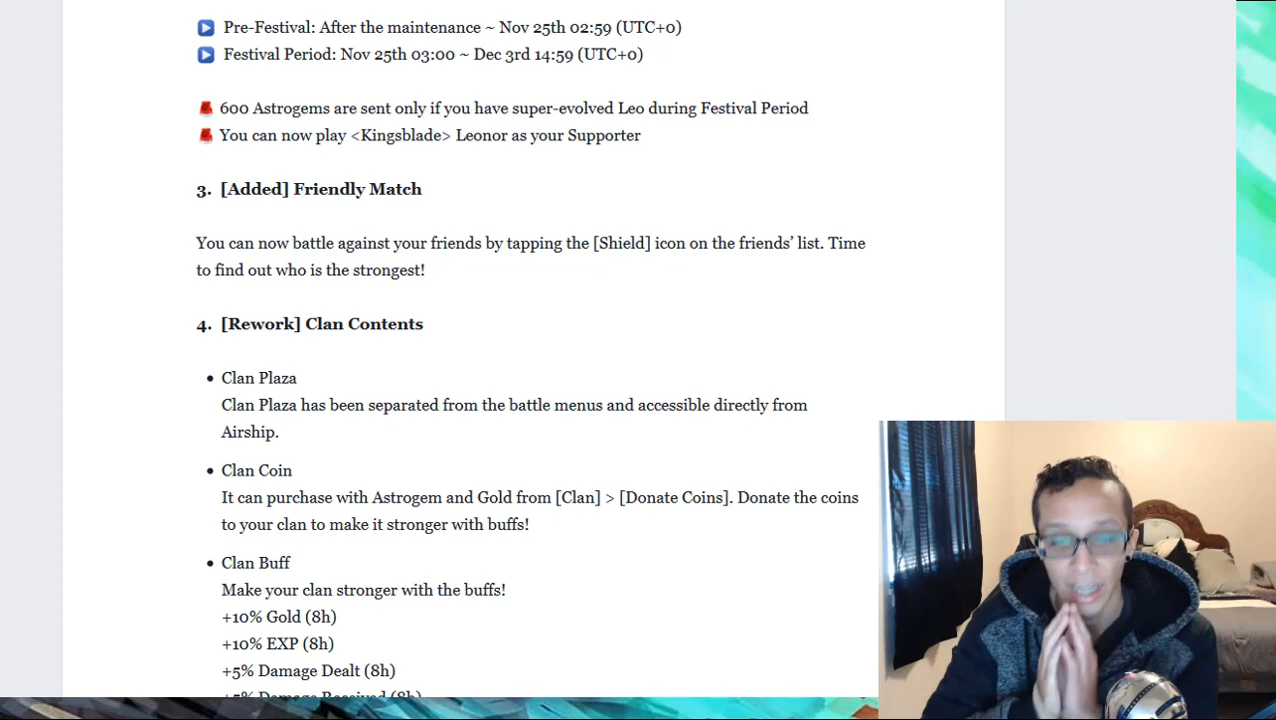 Pre-Festival: After the maintenance ~ Nov 25th 02:59 (UTC+0)
Festival Period: Nov 25th 03:00 ~ Dec 3rd 14:59 (UTC+0)
600 Astrogems are sent only if you have super-evolved Leo during Festival Period
You can now play <Kingsblade> Leonor as your Supporter
3. [Added] Friendly Match
You can now battle against your friends by tapping the [Shield] icon on the friends’ list. Time
to find out who is the strongest!
4. [Rework] Clan Contents
Clan Plaza
Clan Plaza has been separated from the battle menus and accessible directly from
Airship.
Clan Coin
It can purchase with Astrogem and Gold from [Clan] > [Donate Coins]. Donate the coins
to your clan to make it stronger with buffs!
Clan Buff
Make your clan stronger with the buffs!
+10% Gold (8h)
+10% EXP (8h)
+5% Damage Dealt (8h)
+5% Damage Received (8h)